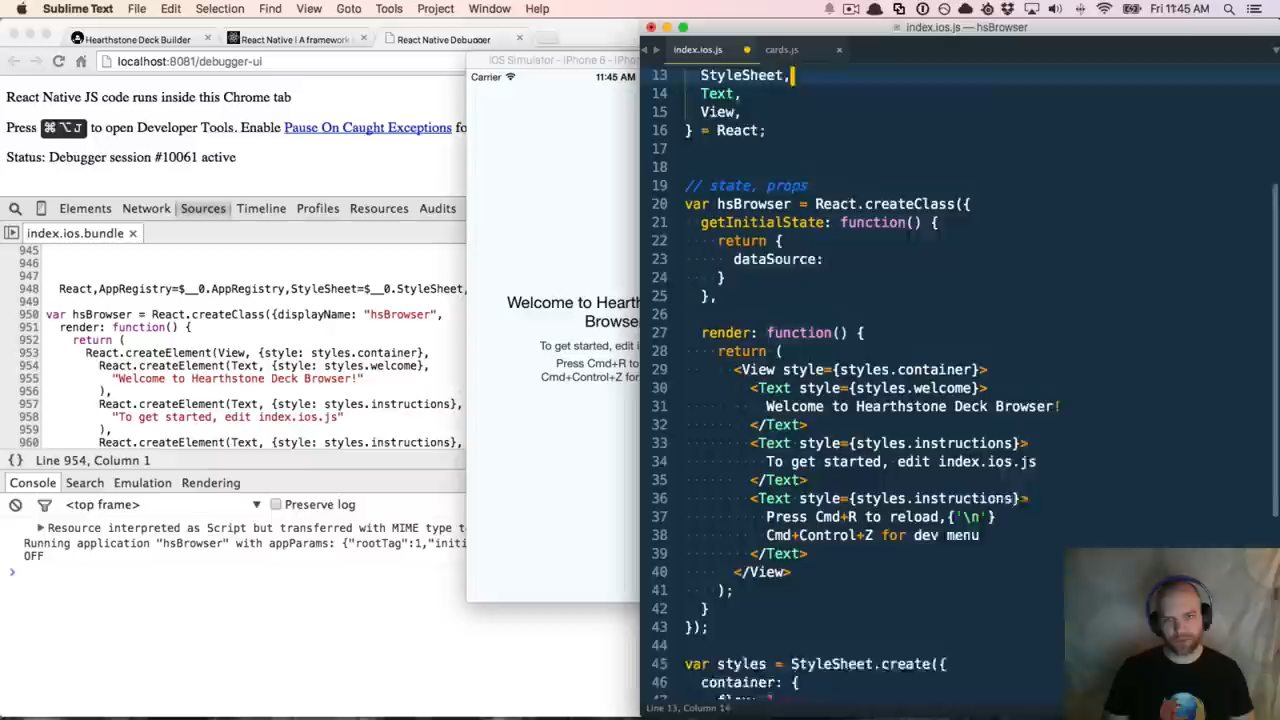 Sublime Text File Edit Selection Find View Goto Tools Project Window Help
Fri 11:45 AM
Hearthstone Deck Builder
React Native | A framework
React Native Debugger
localhost:8081/debugger-ui
React Native JS code runs inside this Chrome tab
Press ⌘⌥J to open Developer Tools. Enable Pause On Caught Exceptions fo
Status: Debugger session #10061 active
Elements Network Sources Timeline Profiles Resources Audits
index.ios.bundle ×
945
946
947
948 React,AppRegistry=$__0.AppRegistry,StyleSheet=$__0.StyleSheet,
949
950 var hsBrowser = React.createClass({displayName: "hsBrowser",
951 render: function() {
952 return (
953 React.createElement(View, {style: styles.container},
954 React.createElement(Text, {style: styles.welcome},
955 "Welcome to Hearthstone Deck Browser!"
956 ),
957 React.createElement(Text, {style: styles.instructions},
958 "To get started, edit index.ios.js"
959 ),
960 React.createElement(Text, {style: styles.instructions},
{} Line 954, Column 1
Console Search Emulation Rendering
<top frame> ▼ Preserve log
Resource interpreted as Script but transferred with MIME type t
Running application "hsBrowser" with appParams: {"rootTag":1,"initi
OFF
iOS Simulator - iPhone 6 - iPho
Carrier 11:45 AM
Welcome to Heart
Browse
To get started, edit i
Press Cmd+R to
Cmd+Control+Z for
index.ios.js — hsBrowser
index.ios.js
cards.js ×
13 StyleSheet,
14 Text,
15 View,
16 } = React;
17
18
19 // state, props
20 var hsBrowser = React.createClass({
21 getInitialState: function() {
22 return {
23 dataSource:
24 }
25 },
26
27 render: function() {
28 return (
29 <View style={styles.container}>
30 <Text style={styles.welcome}>
31 Welcome to Hearthstone Deck Browser!
32 </Text>
33 <Text style={styles.instructions}>
34 To get started, edit index.ios.js
35 </Text>
36 <Text style={styles.instructions}>
37 Press Cmd+R to reload,{'\n'}
38 Cmd+Control+Z for dev menu
39 </Text>
40 </View>
41 );
42 }
43 });
44
45 var styles = StyleSheet.create({
46 container: {
Line 13, Column 14